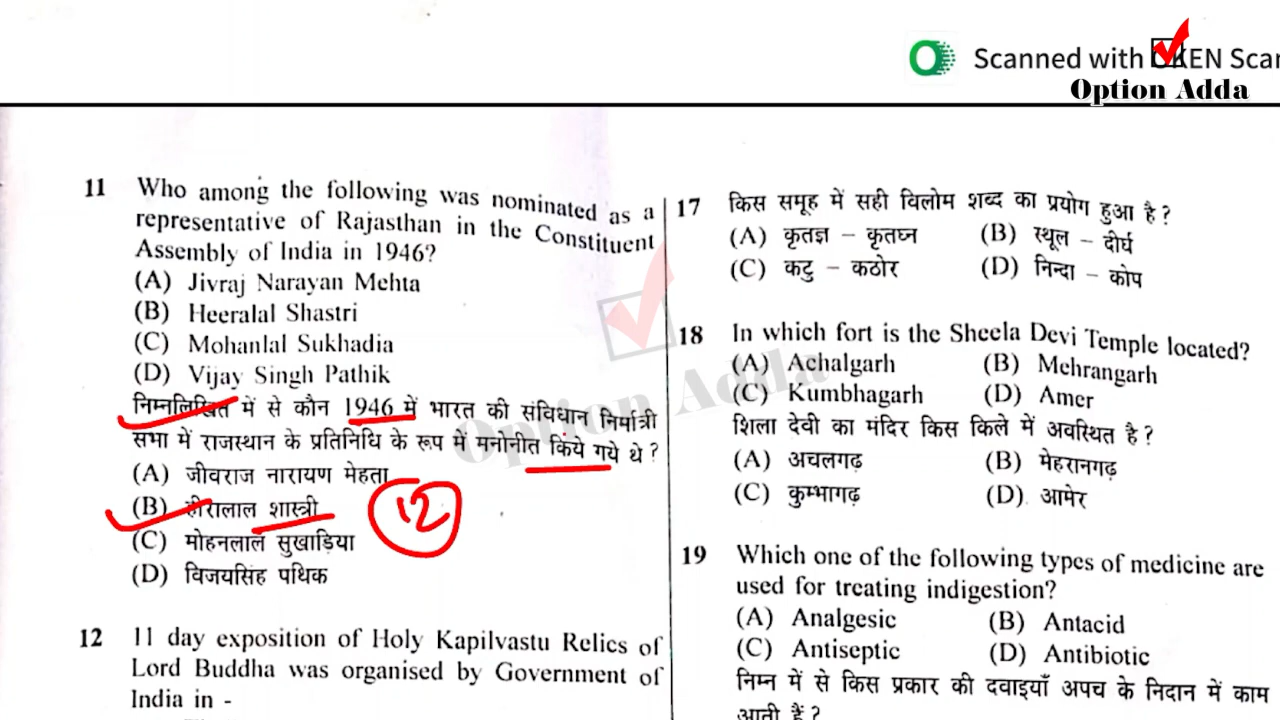 Scanned with OKEN Scan
Option Adda
11 Who among the following was nominated as a
representative of Rajasthan in the Constituent
Assembly of India in 1946?
(A) Jivraj Narayan Mehta
(B) Heeralal Shastri
(C) Mohanlal Sukhadia
(D) Vijay Singh Pathik
निम्नलिखित में से कौन 1946 में भारत की संविधान निर्मात्री
सभा में राजस्थान के प्रतिनिधि के रूप में मनोनीत किये गये थे ?
(A) जीवराज नारायण मेहता
(B) हीरालाल शास्त्री
12
(C) मोहनलाल सुखाड़िया
(D) विजयसिंह पथिक
12 11 day exposition of Holy Kapilvastu Relics of
Lord Buddha was organised by Government of
India in -
17 किस समूह में सही विलोम शब्द का प्रयोग हुआ है ?
(A) कृतज्ञ – कृतघ्न (B) स्थूल – दीर्घ
(C) कटु – कठोर (D) निन्दा – कोप
18 In which fort is the Sheela Devi Temple located?
(A) Achalgarh (B) Mehrangarh
(C) Kumbhagarh (D) Amer
शिला देवी का मंदिर किस किले में अवस्थित है ?
(A) अचलगढ़ (B) मेहरानगढ़
(C) कुम्भागढ़ (D) आमेर
19 Which one of the following types of medicine are
used for treating indigestion?
(A) Analgesic (B) Antacid
(C) Antiseptic (D) Antibiotic
निम्न में से किस प्रकार की दवाइयाँ अपच के निदान में काम
आती हैं ?
Option Adda